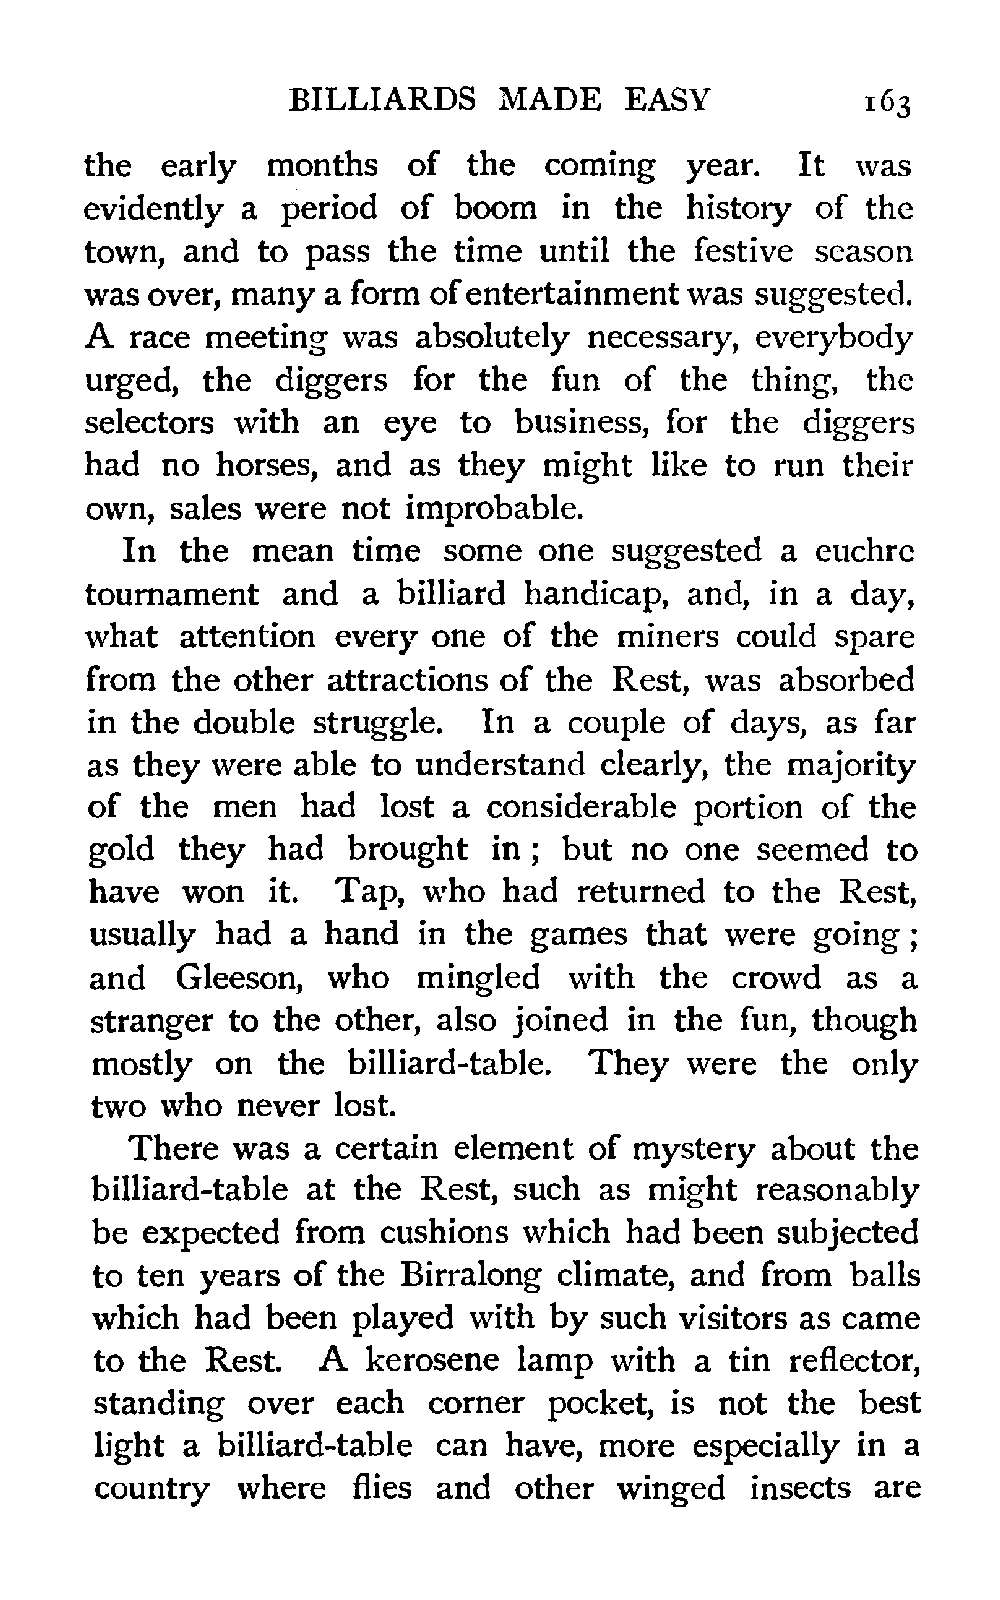 BILLIARDS MADE EASY 163
the early months of the coming year. It was
evidently a period of boom in the history of the
town, and to pass the time until the festive season
was over, many a form of entertainment was suggested.
A race meeting was absolutely necessary, everybody
urged, the diggers for the fun of the thing, the
selectors with an eye to business, for the diggers
had no horses, and as they might like to run their
own, sales were not improbable.
In the mean time some one suggested a euchre
tournament and a billiard handicap, and, in a day,
what attention every one of the miners could spare
from the other attractions of the Rest, was absorbed
in the double struggle. In a couple of days, as far
as they were able to understand clearly, the majority
of the men had lost a considerable portion of the
gold they had brought in ; but no one seemed to
have won it. Tap, who had returned to the Rest,
usually had a hand in the games that were going ;
and Gleeson, who mingled with the crowd as a
stranger to the other, also joined in the fun, though
mostly on the billiard-table. They were the only
two who never lost.
There was a certain element of mystery about the
billiard-table at the Rest, such as might reasonably
be expected from cushions which had been subjected
to ten years of the Birralong climate, and from balls
which had been played with by such visitors as came
to the Rest. A kerosene lamp with a tin reflector,
standing over each corner pocket, is not the best
light a billiard-table can have, more especially in a
country where flies and other winged insects are